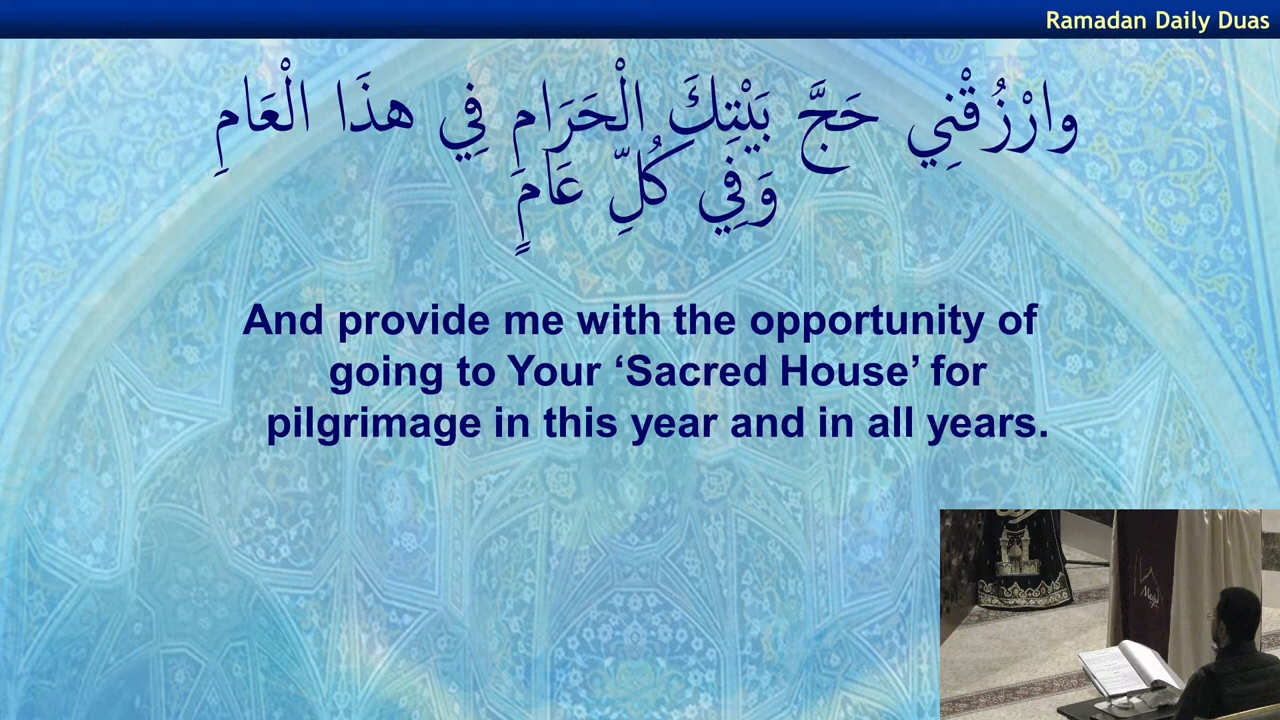 Ramadan Daily Duas
وارْزُقْنِي حَجَّ بَيْتِكَ الْحَرَامِ فِي هذَا الْعَامِ
وَفِي كُلِّ عَامٍ
And provide me with the opportunity of
going to Your ‘Sacred House’ for
pilgrimage in this year and in all years.